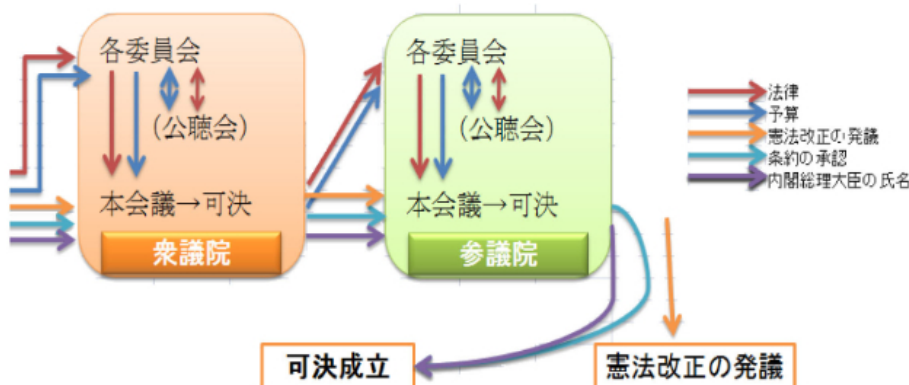 各委員会
(公聴会)
本会議→可決
衆議院
各委員会
(公聴会)
本会議→可決
参議院
法律
予算
憲法改正の発議
条約の承認
内閣総理大臣の氏名
可決成立
憲法改正の発議